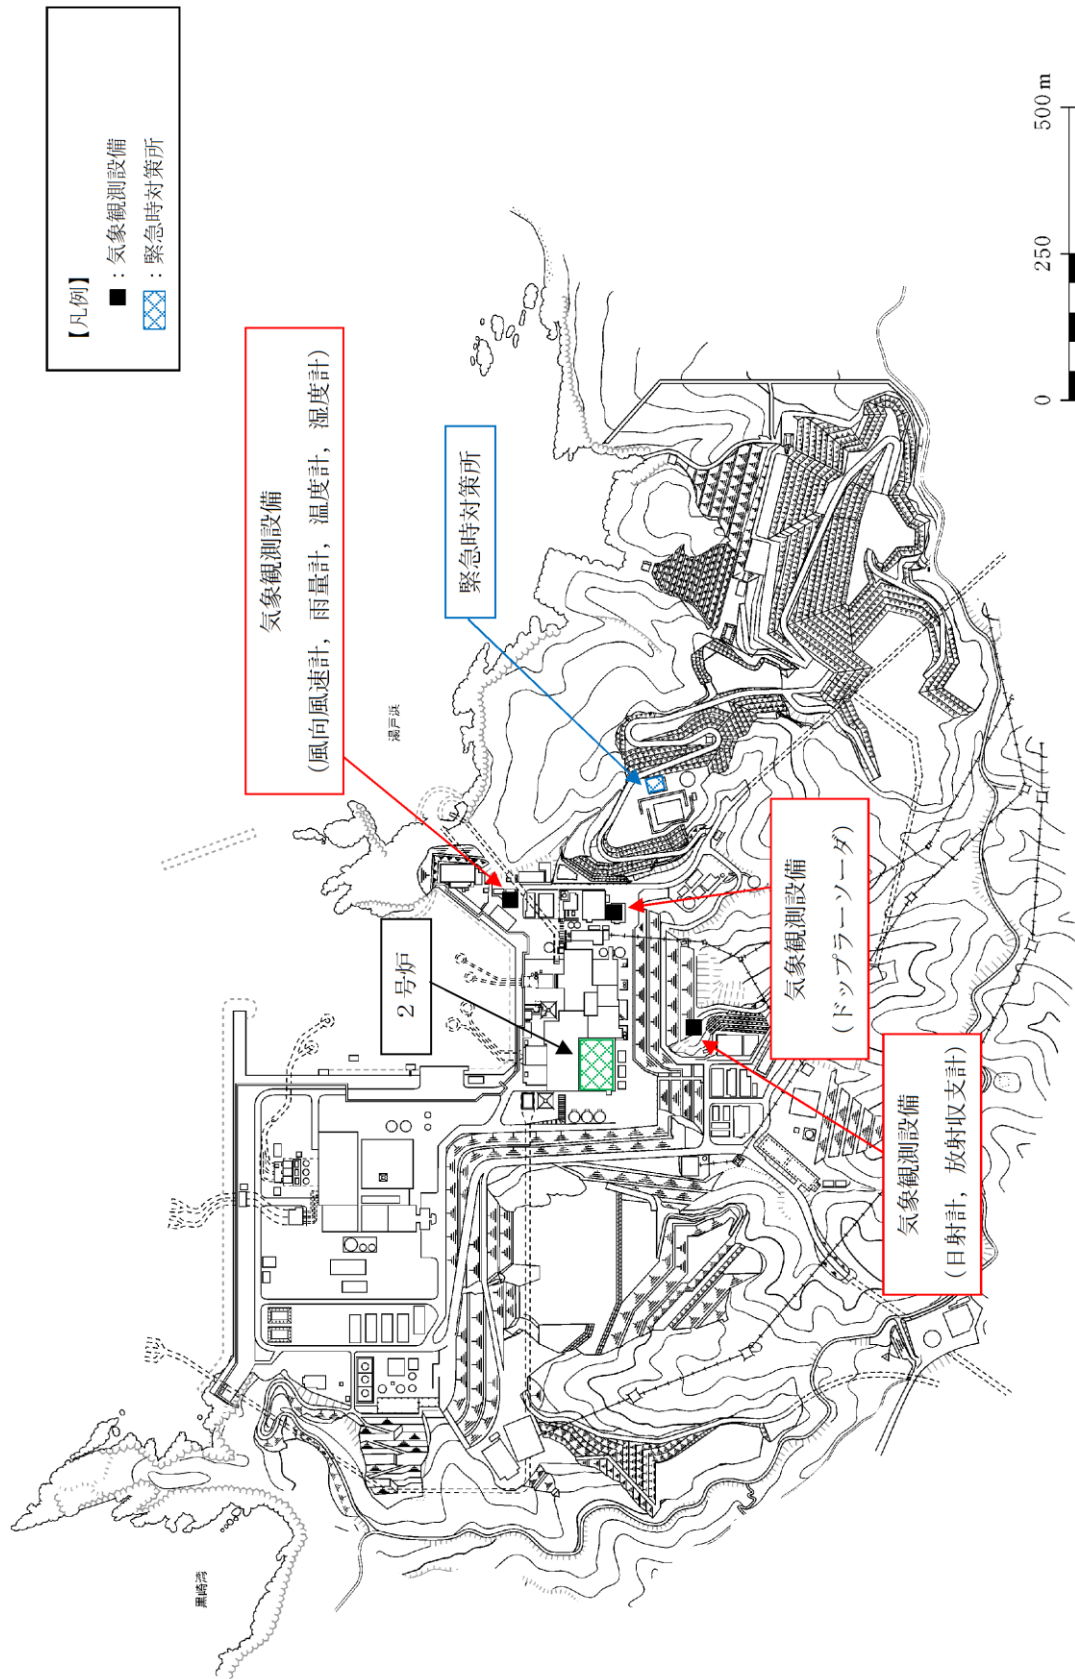 【凡例】
■：気象観測設備
：緊急時対策所
気象観測設備
(風向風速計，雨量計，温度計，湿度計)
緊急時対策所
2号炉
気象観測設備
(ドップラーソーダ)
気象観測設備
(日射計，放射収支計)
湯戸浜
黒崎湾
0
250
500 m